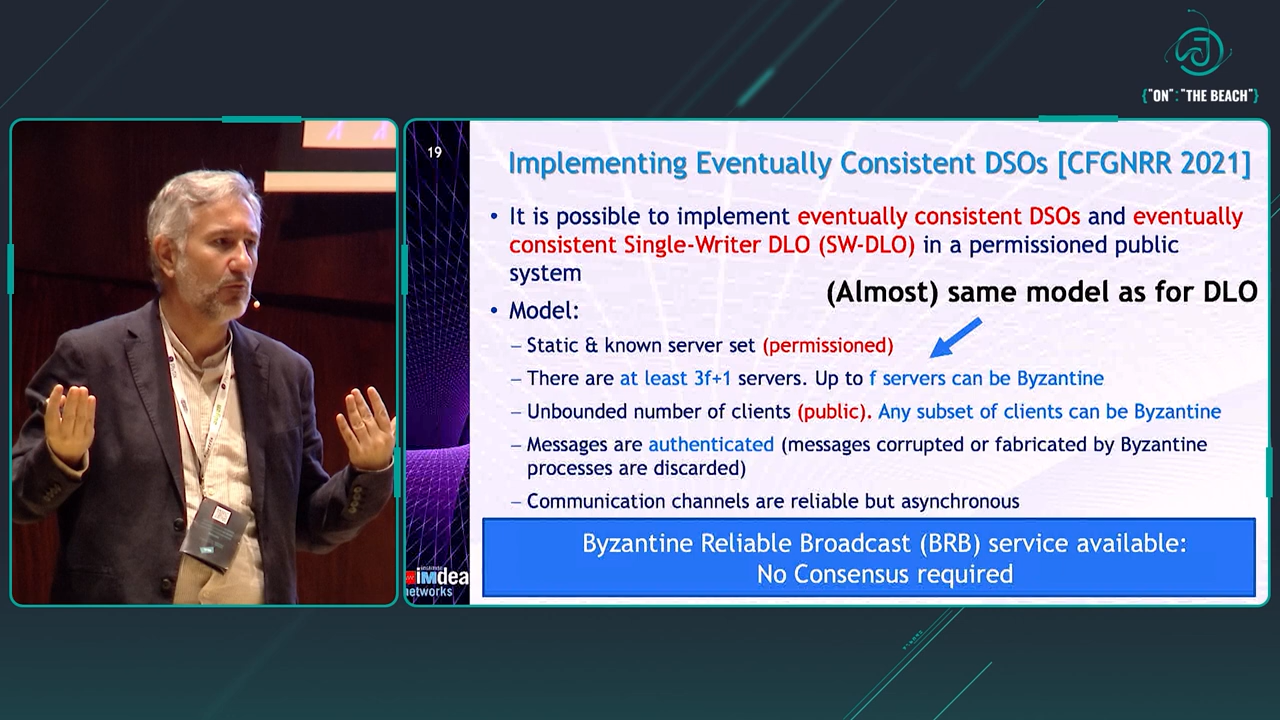 {"ON":"THE BEACH"}
19
Implementing Eventually Consistent DSOs [CFGNRR 2021]
• It is possible to implement eventually consistent DSOs and eventually
consistent Single-Writer DLO (SW-DLO) in a permissioned public
system
(Almost) same model as for DLO
• Model:
– Static & known server set (permissioned)
– There are at least 3f+1 servers. Up to f servers can be Byzantine
– Unbounded number of clients (public). Any subset of clients can be Byzantine
– Messages are authenticated (messages corrupted or fabricated by Byzantine
processes are discarded)
– Communication channels are reliable but asynchronous
Byzantine Reliable Broadcast (BRB) service available:
No Consensus required
imdea
networks